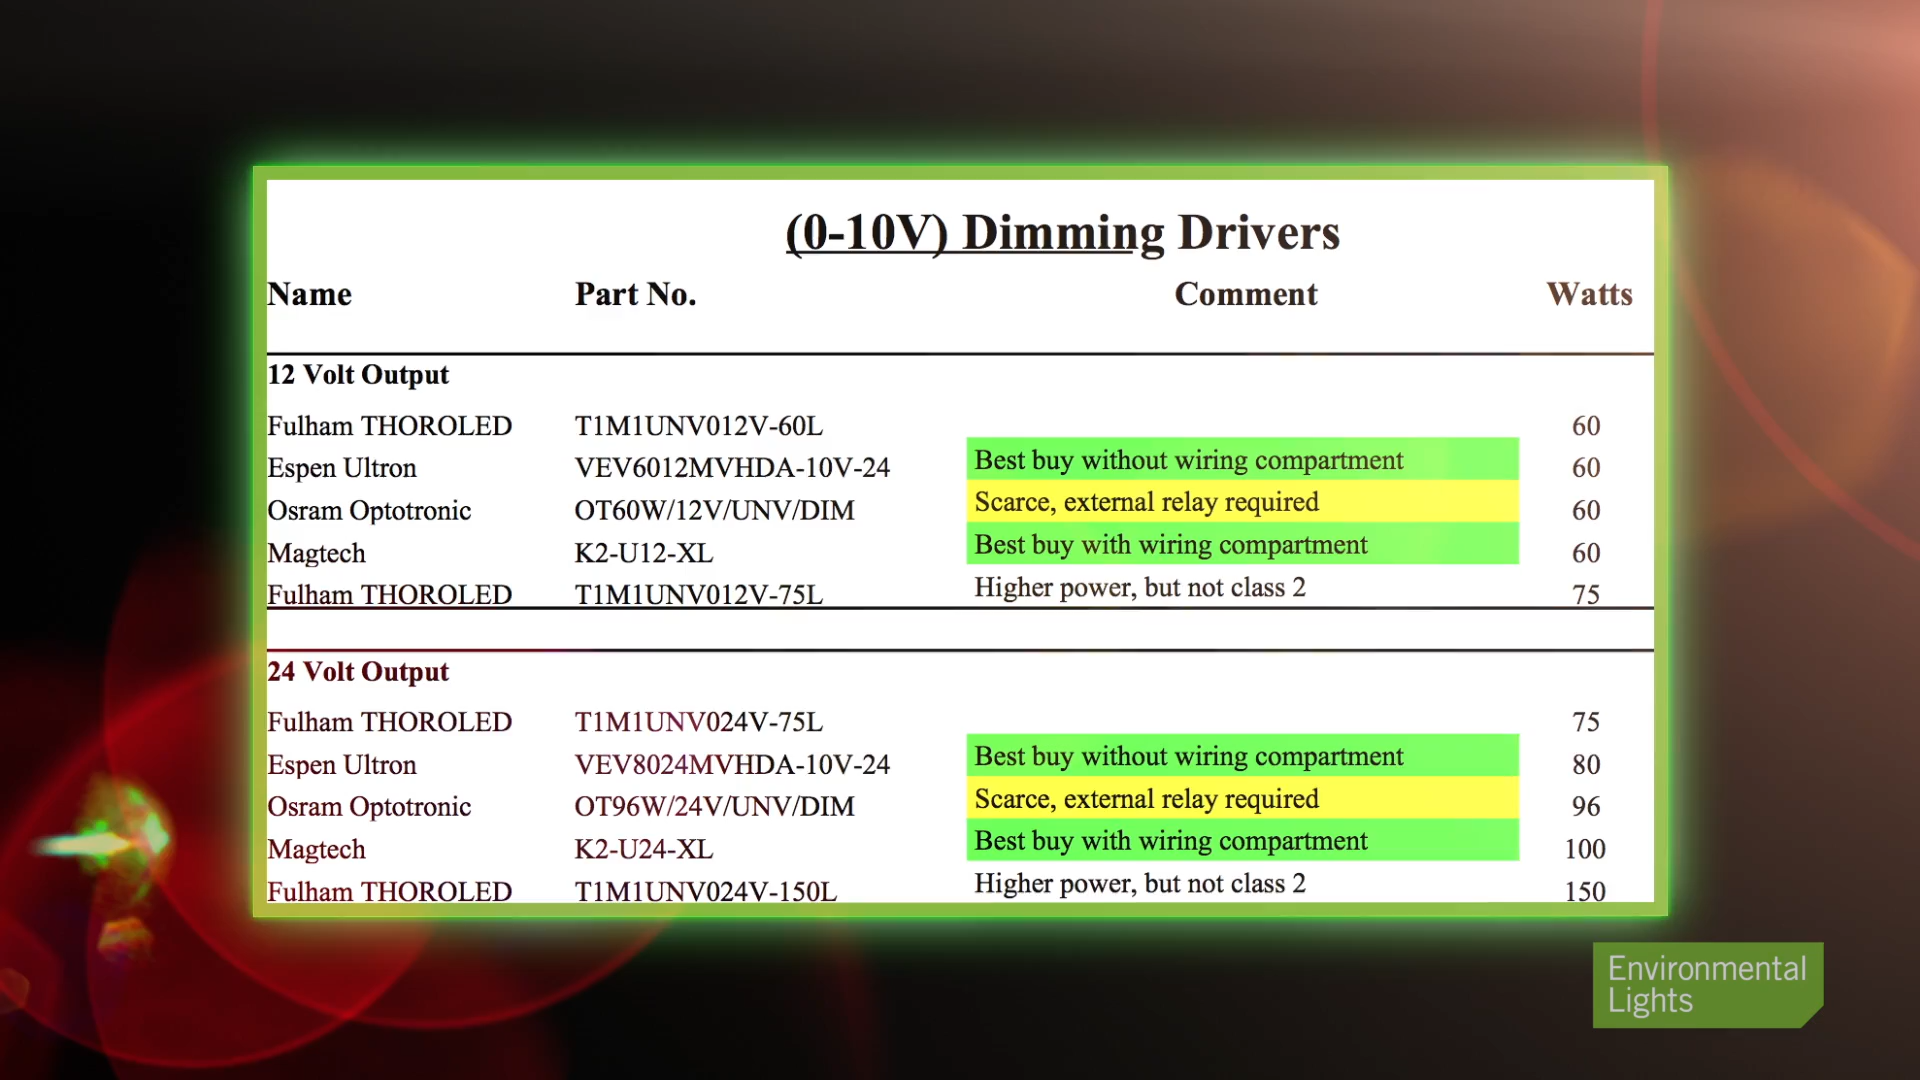 (0-10V) Dimming Drivers
Name Part No. Comment Watts
12 Volt Output
Fulham THOROLED T1M1UNV012V-60L 60
Espen Ultron VEV6012MVHDA-10V-24 Best buy without wiring compartment 60
Osram Optotronic OT60W/12V/UNV/DIM Scarce, external relay required 60
Magtech K2-U12-XL Best buy with wiring compartment 60
Fulham THOROLED T1M1UNV012V-75L Higher power, but not class 2 75
24 Volt Output
Fulham THOROLED T1M1UNV024V-75L 75
Espen Ultron VEV8024MVHDA-10V-24 Best buy without wiring compartment 80
Osram Optotronic OT96W/24V/UNV/DIM Scarce, external relay required 96
Magtech K2-U24-XL Best buy with wiring compartment 100
Fulham THOROLED T1M1UNV024V-150L Higher power, but not class 2 150
Environmental
Lights